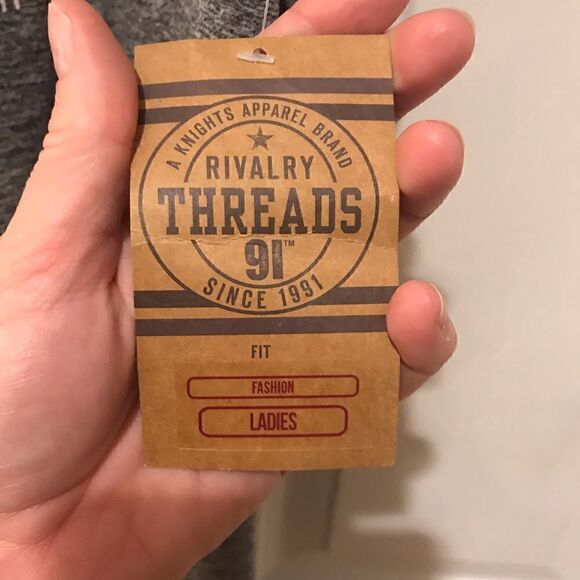 A KNIGHTS APPAREL BRAND
RIVALRY
THREADS
91™
SINCE 1991
FIT
FASHION
LADIES